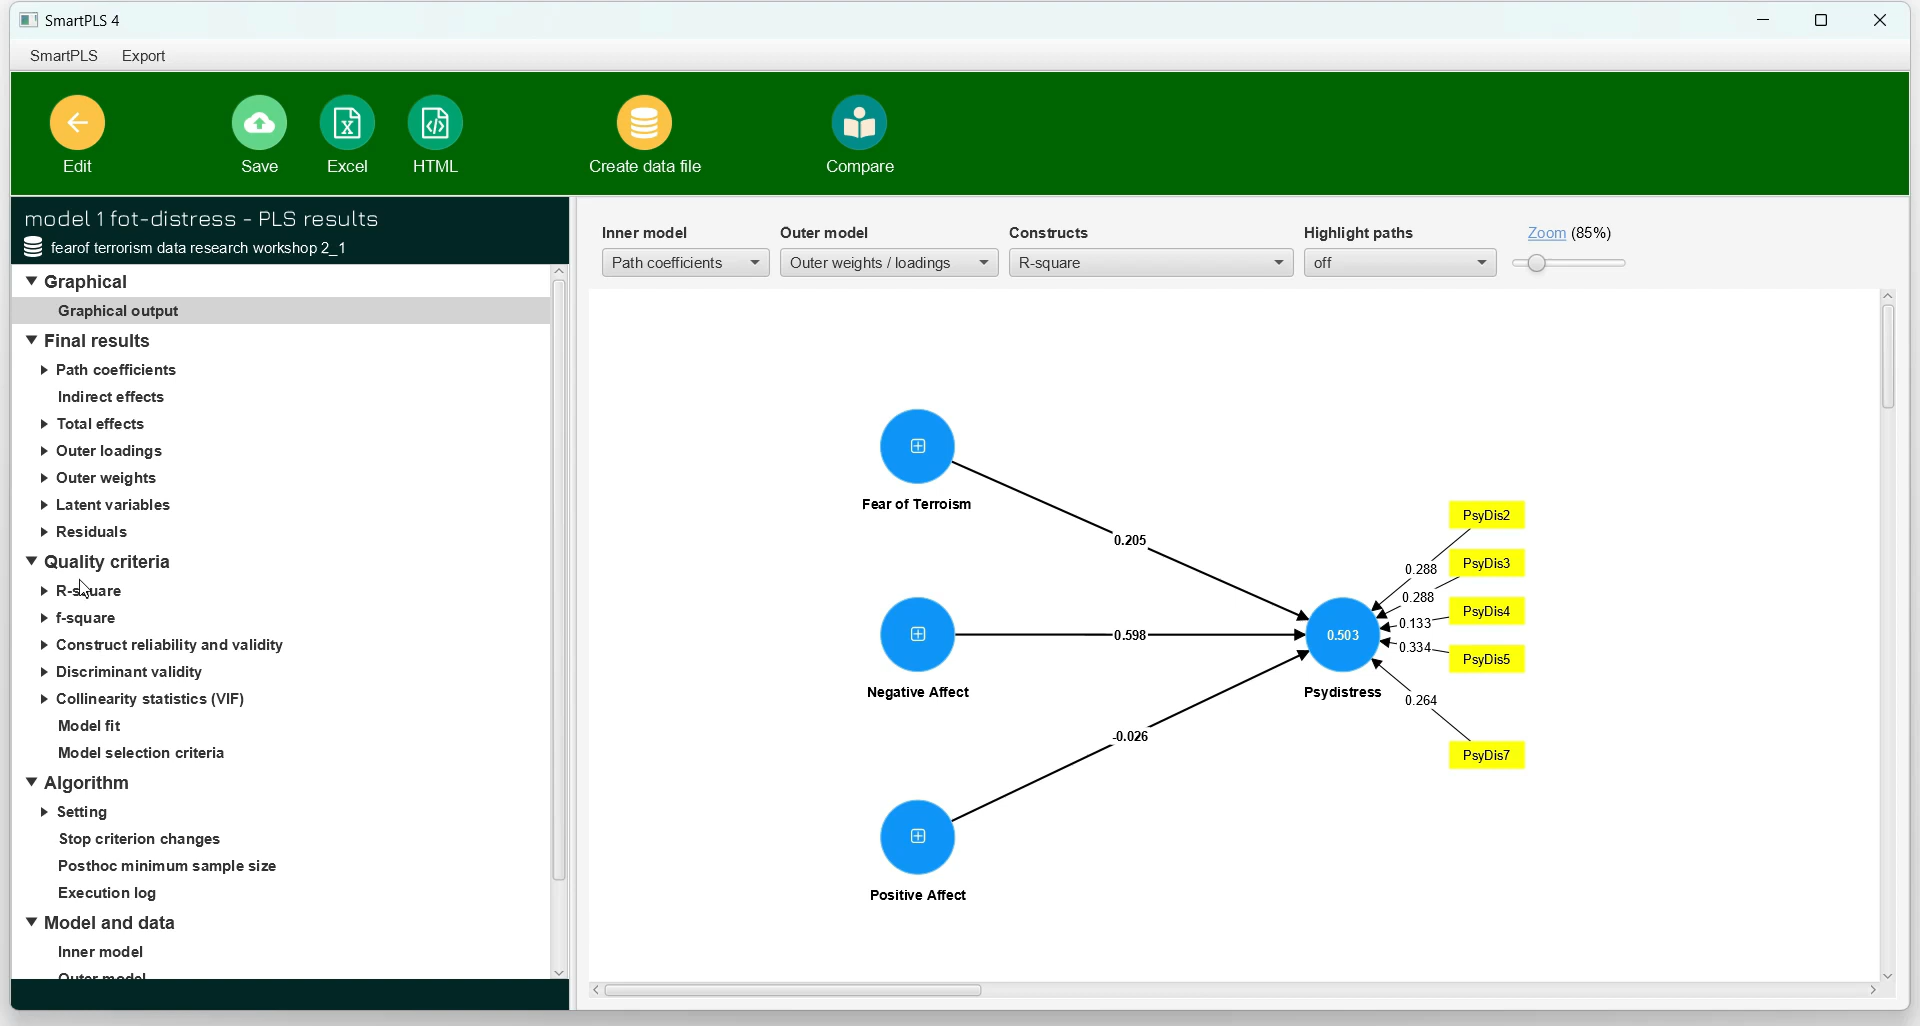 SmartPLS 4
SmartPLS Export
Edit
Save
Excel
HTML
Create data file
Compare
model 1 fot-distress - PLS results
fearof terrorism data research workshop 2_1
Graphical
Graphical output
Final results
Path coefficients
Indirect effects
Total effects
Outer loadings
Outer weights
Latent variables
Residuals
Quality criteria
R-square
f-square
Construct reliability and validity
Discriminant validity
Collinearity statistics (VIF)
Model fit
Model selection criteria
Algorithm
Setting
Stop criterion changes
Posthoc minimum sample size
Execution log
Model and data
Inner model
Outer model
Inner model
Path coefficients
Outer model
Outer weights / loadings
Constructs
R-square
Highlight paths
off
Zoom (85%)
Fear of Terroism
0.205
Negative Affect
0.598
Positive Affect
-0.026
0.503
Psydistress
PsyDis2
0.288
PsyDis3
0.288
PsyDis4
0.133
PsyDis5
0.334
PsyDis7
0.264